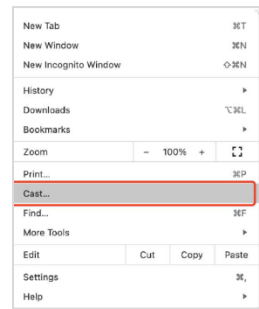 New Tab ⌘T
New Window ⌘N
New Incognito Window ⇧⌘N
History ▸
Downloads ⌥⌘L
Bookmarks ▸
Zoom − 100% +
Print... ⌘P
Cast...
Find... ⌘F
More Tools ▸
Edit Cut Copy Paste
Settings ⌘,
Help ▸